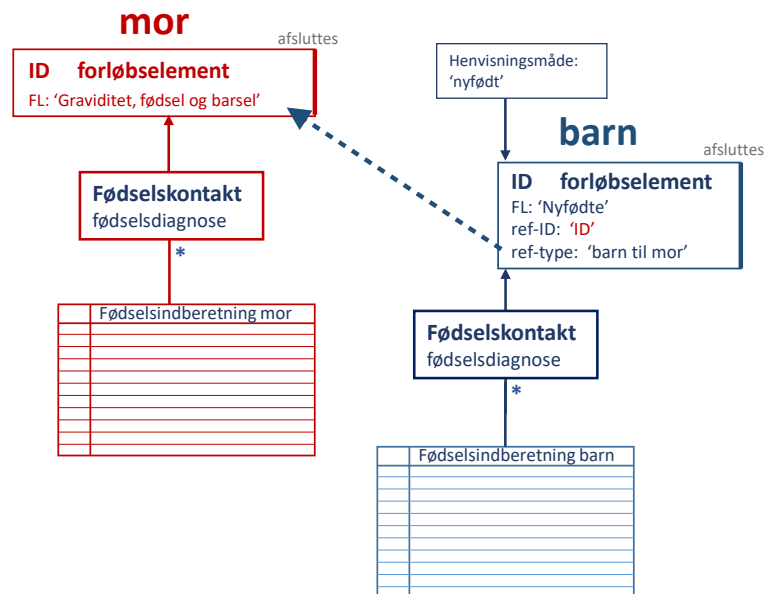 mor
afsluttes
ID forløbselement
FL: ‘Graviditet, fødsel og barsel’
Fødselskontakt
fødselsdiagnose
*
Fødselsindberetning mor
Henvisningsmåde:
‘nyfødt’
barn
afsluttes
ID forløbselement
FL: ‘Nyfødte’
ref-ID: ‘ID’
ref-type: ‘barn til mor’
Fødselskontakt
fødselsdiagnose
*
Fødselsindberetning barn